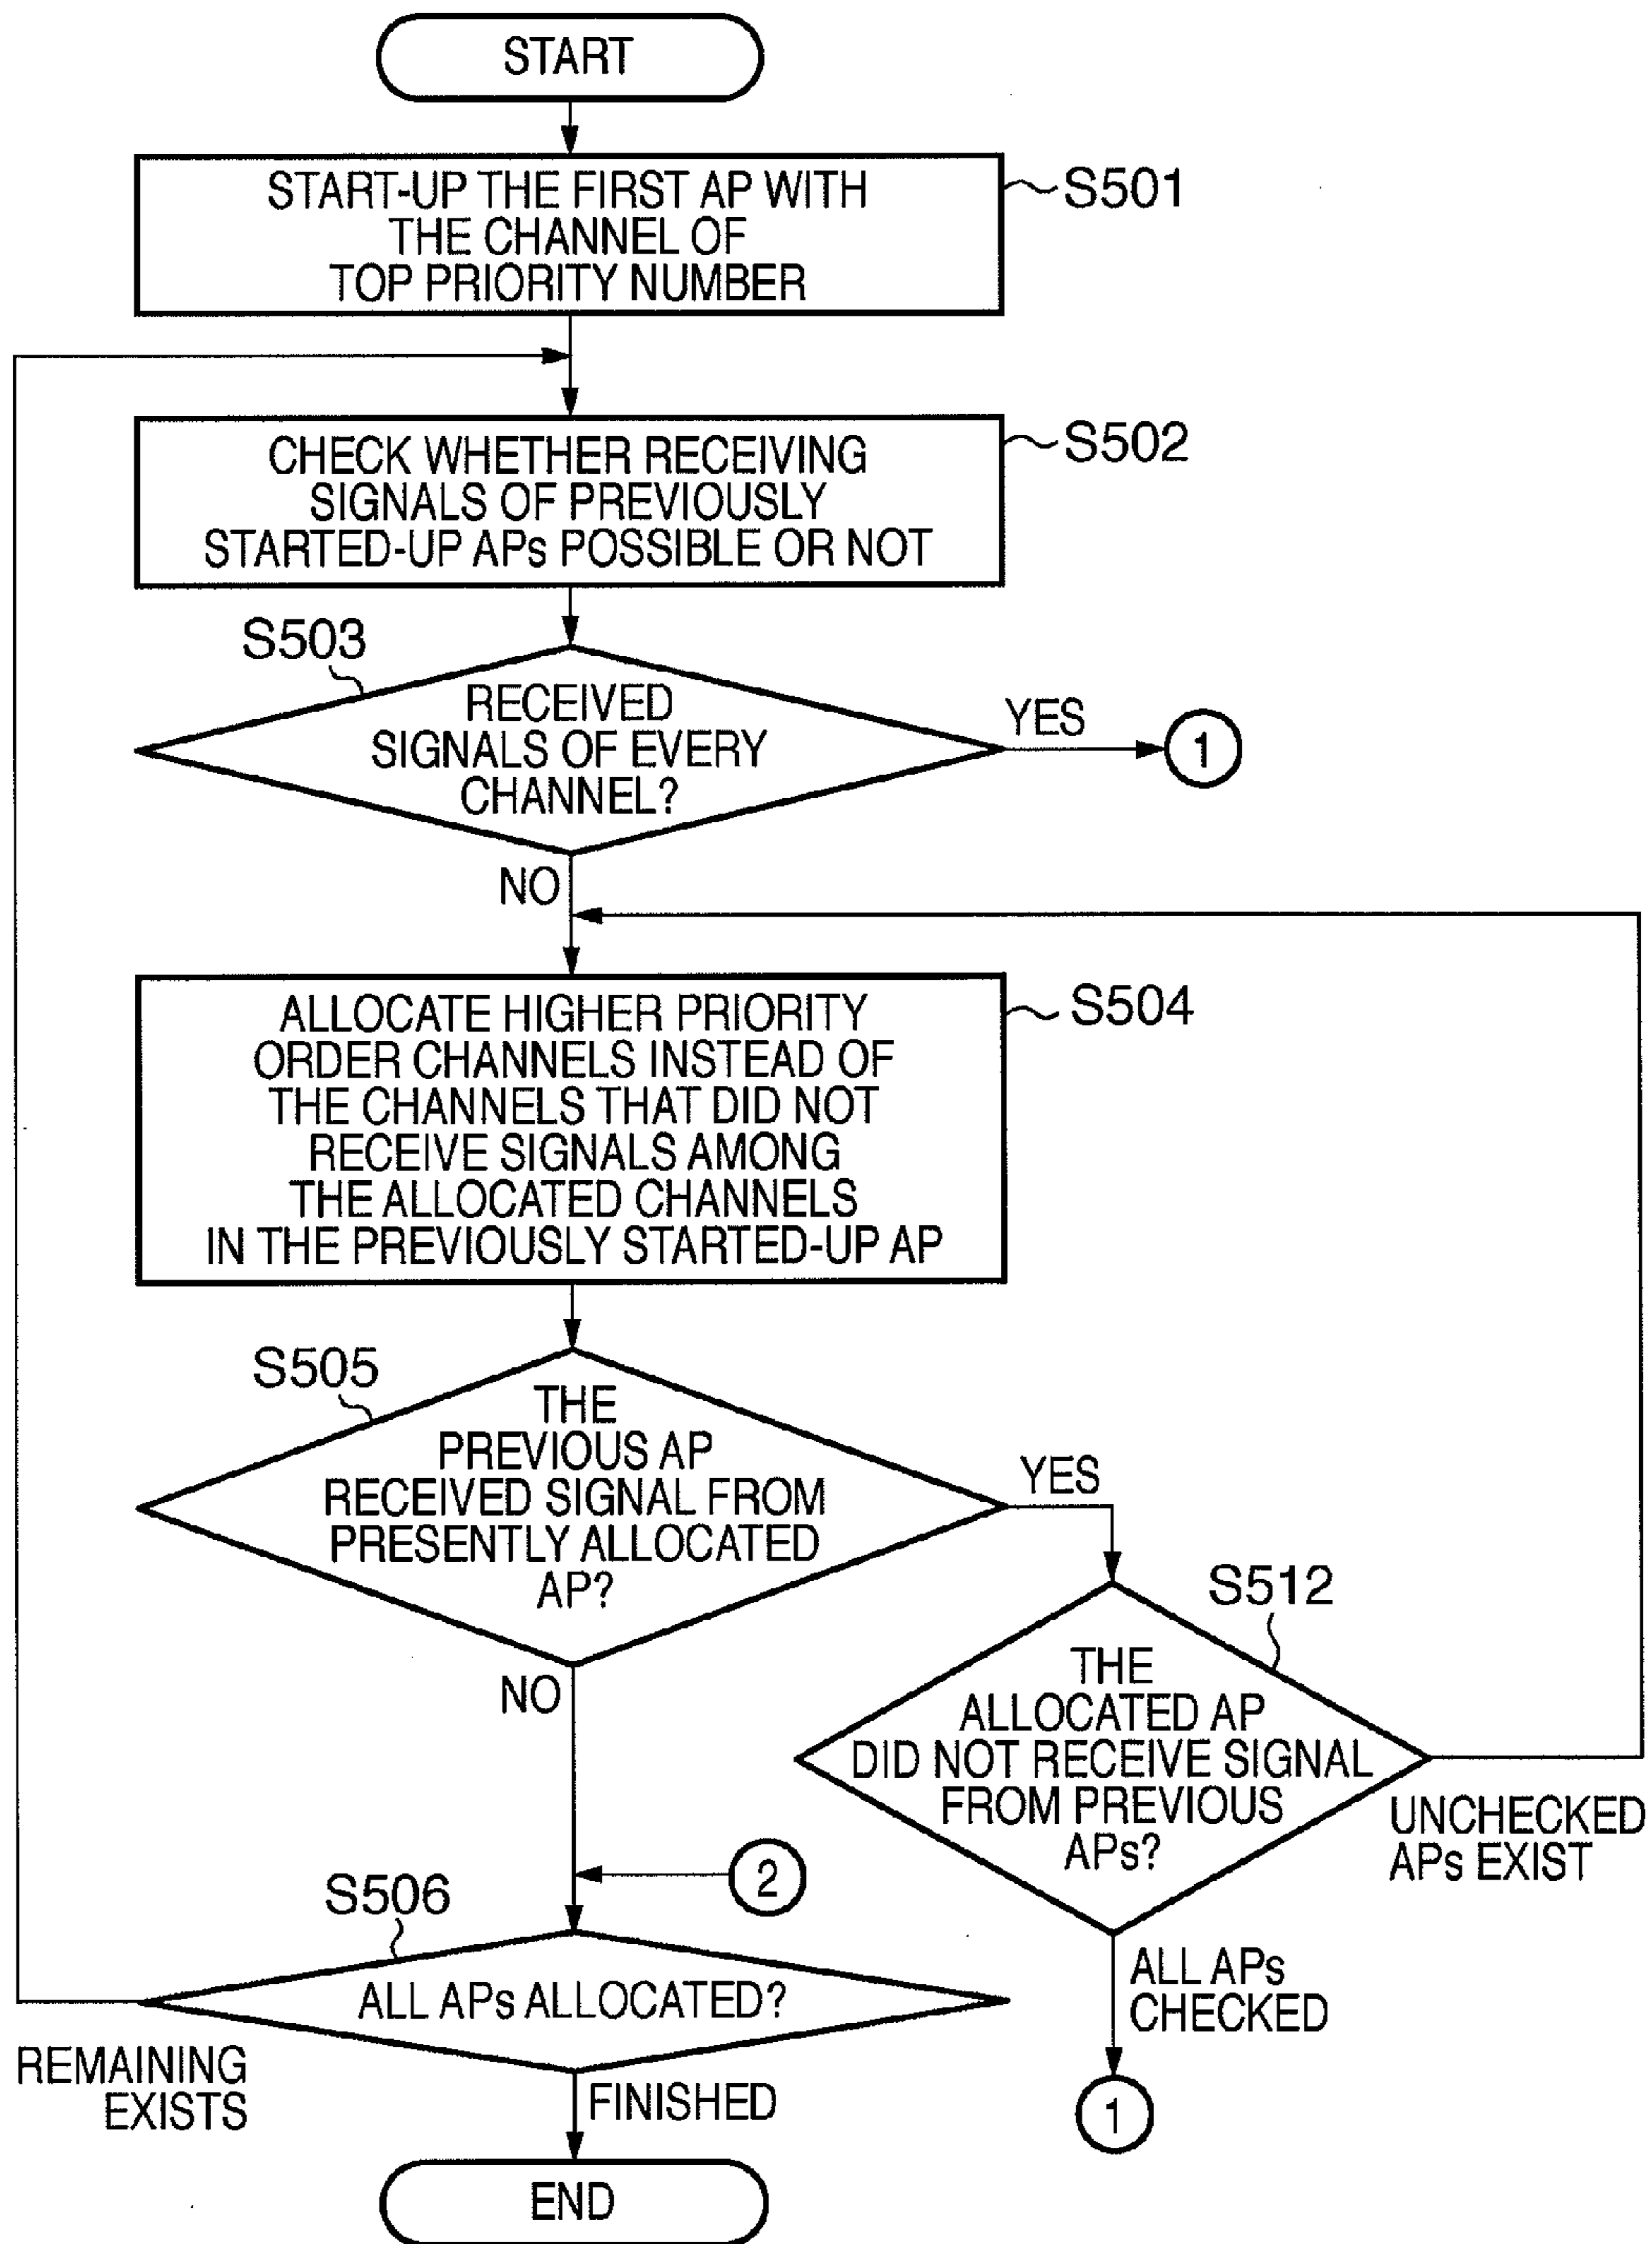 START
START-UP THE FIRST AP WITH
THE CHANNEL OF
TOP PRIORITY NUMBER
S501
CHECK WHETHER RECEIVING
SIGNALS OF PREVIOUSLY
STARTED-UP APs POSSIBLE OR NOT
S502
S503
RECEIVED
SIGNALS OF EVERY
CHANNEL?
YES
1
NO
ALLOCATE HIGHER PRIORITY
ORDER CHANNELS INSTEAD OF
THE CHANNELS THAT DID NOT
RECEIVE SIGNALS AMONG
THE ALLOCATED CHANNELS
IN THE PREVIOUSLY STARTED-UP AP
S504
S505
THE
PREVIOUS AP
RECEIVED SIGNAL FROM
PRESENTLY ALLOCATED
AP?
YES
NO
S512
THE
ALLOCATED AP
DID NOT RECEIVE SIGNAL
FROM PREVIOUS
APs?
UNCHECKED
APs EXIST
ALL APs
CHECKED
1
2
S506
ALL APs ALLOCATED?
REMAINING
EXISTS
FINISHED
END